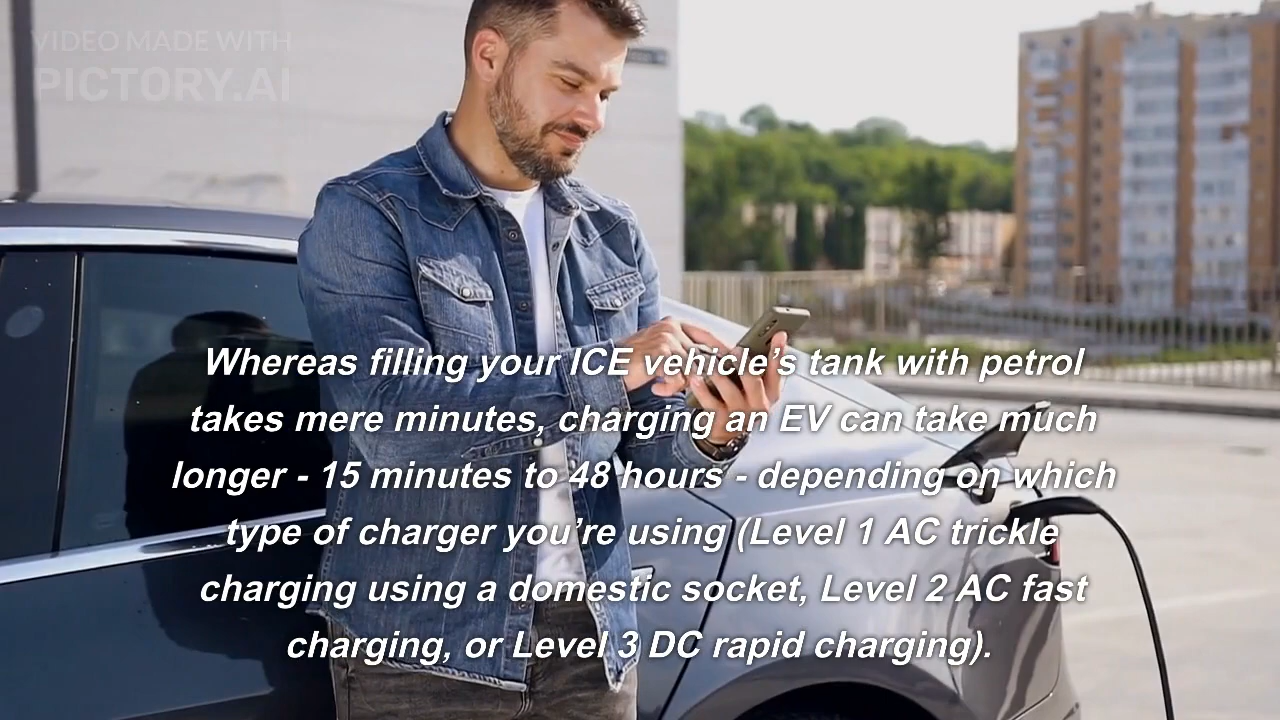 VIDEO MADE WITH
PICTORY.AI
Whereas filling your ICE vehicle’s tank with petrol
takes mere minutes, charging an EV can take much
longer - 15 minutes to 48 hours - depending on which
type of charger you’re using (Level 1 AC trickle
charging using a domestic socket, Level 2 AC fast
charging, or Level 3 DC rapid charging).